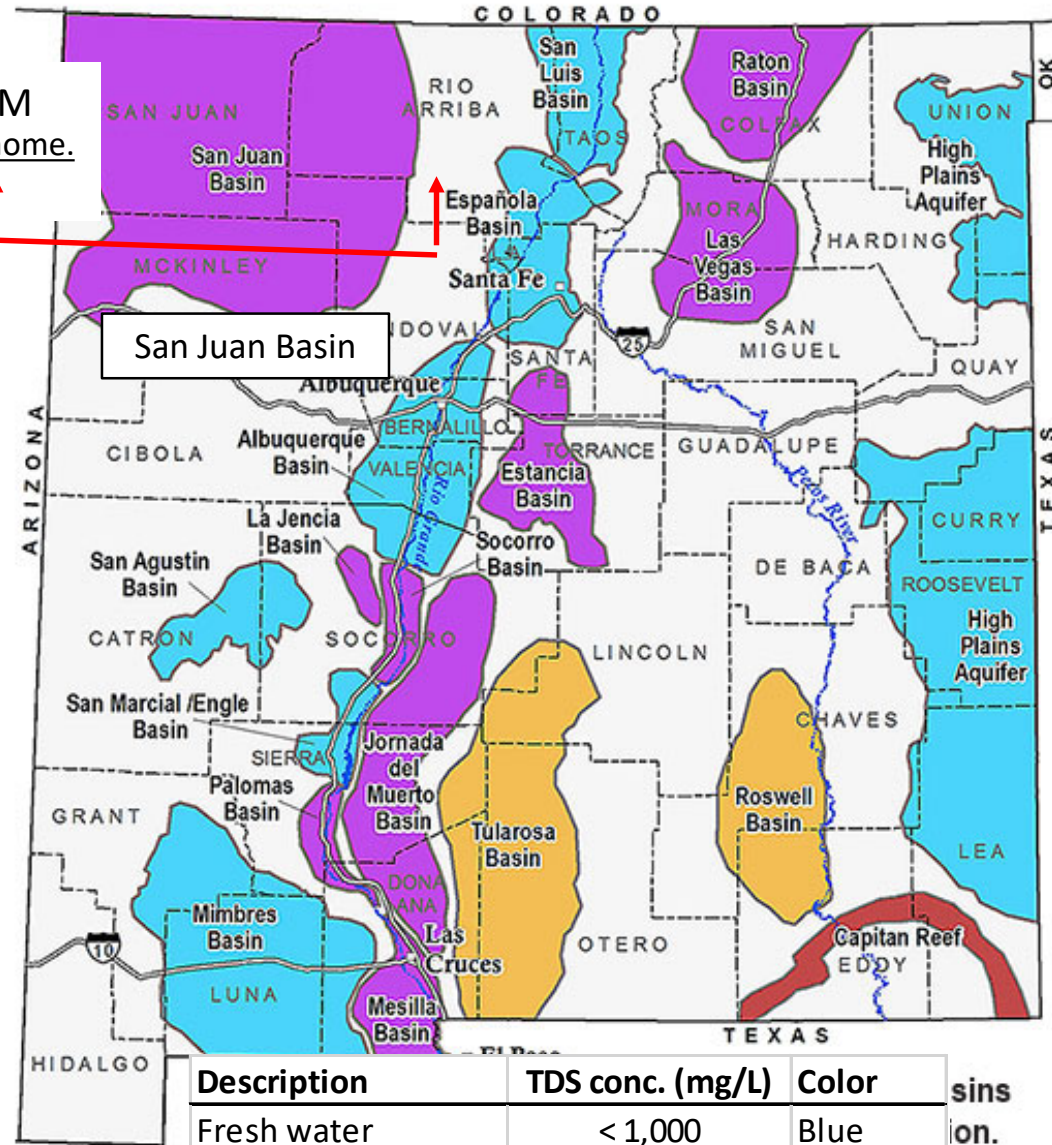 COLORADO
OK
M
home.
SAN JUAN
San Juan
Basin
RIO
ARRIBA
San
Luis
Basin
TAOS
Raton
Basin
COLFAX
UNION
High
Plains
Aquifer
MCKINLEY
Española
Basin
Santa Fe
MORA
Las
Vegas
Basin
HARDING
San Juan Basin
NDOVAL
SANTA
FE
25
SAN
MIGUEL
QUAY
ARIZONA
CIBOLA
Albuquerque
BERNALILLO
Albuquerque
Basin
VALENCIA
Rio Grand
TORRANCE
Estancia
Basin
GUADALUPE
Pecos River
TEXAS
CURRY
La Jencia
Basin
Socorro
Basin
DE BACA
ROOSEVELT
High
Plains
Aquifer
San Agustin
Basin
CATRON
SOCORRO
LINCOLN
San Marcial /Engle
Basin
SIERRA
Jornada
del
Muerto
Basin
CHAVES
GRANT
Palomas
Basin
Tularosa
Basin
Roswell
Basin
LEA
DONA
ANA
Mimbres
Basin
10
Las
Cruces
OTERO
Capitan Reef
EDDY
LUNA
Mesilla
Basin
TEXAS
HIDALGO
Description TDS conc. (mg/L) Color
sins
Fresh water < 1,000 Blue
ion.